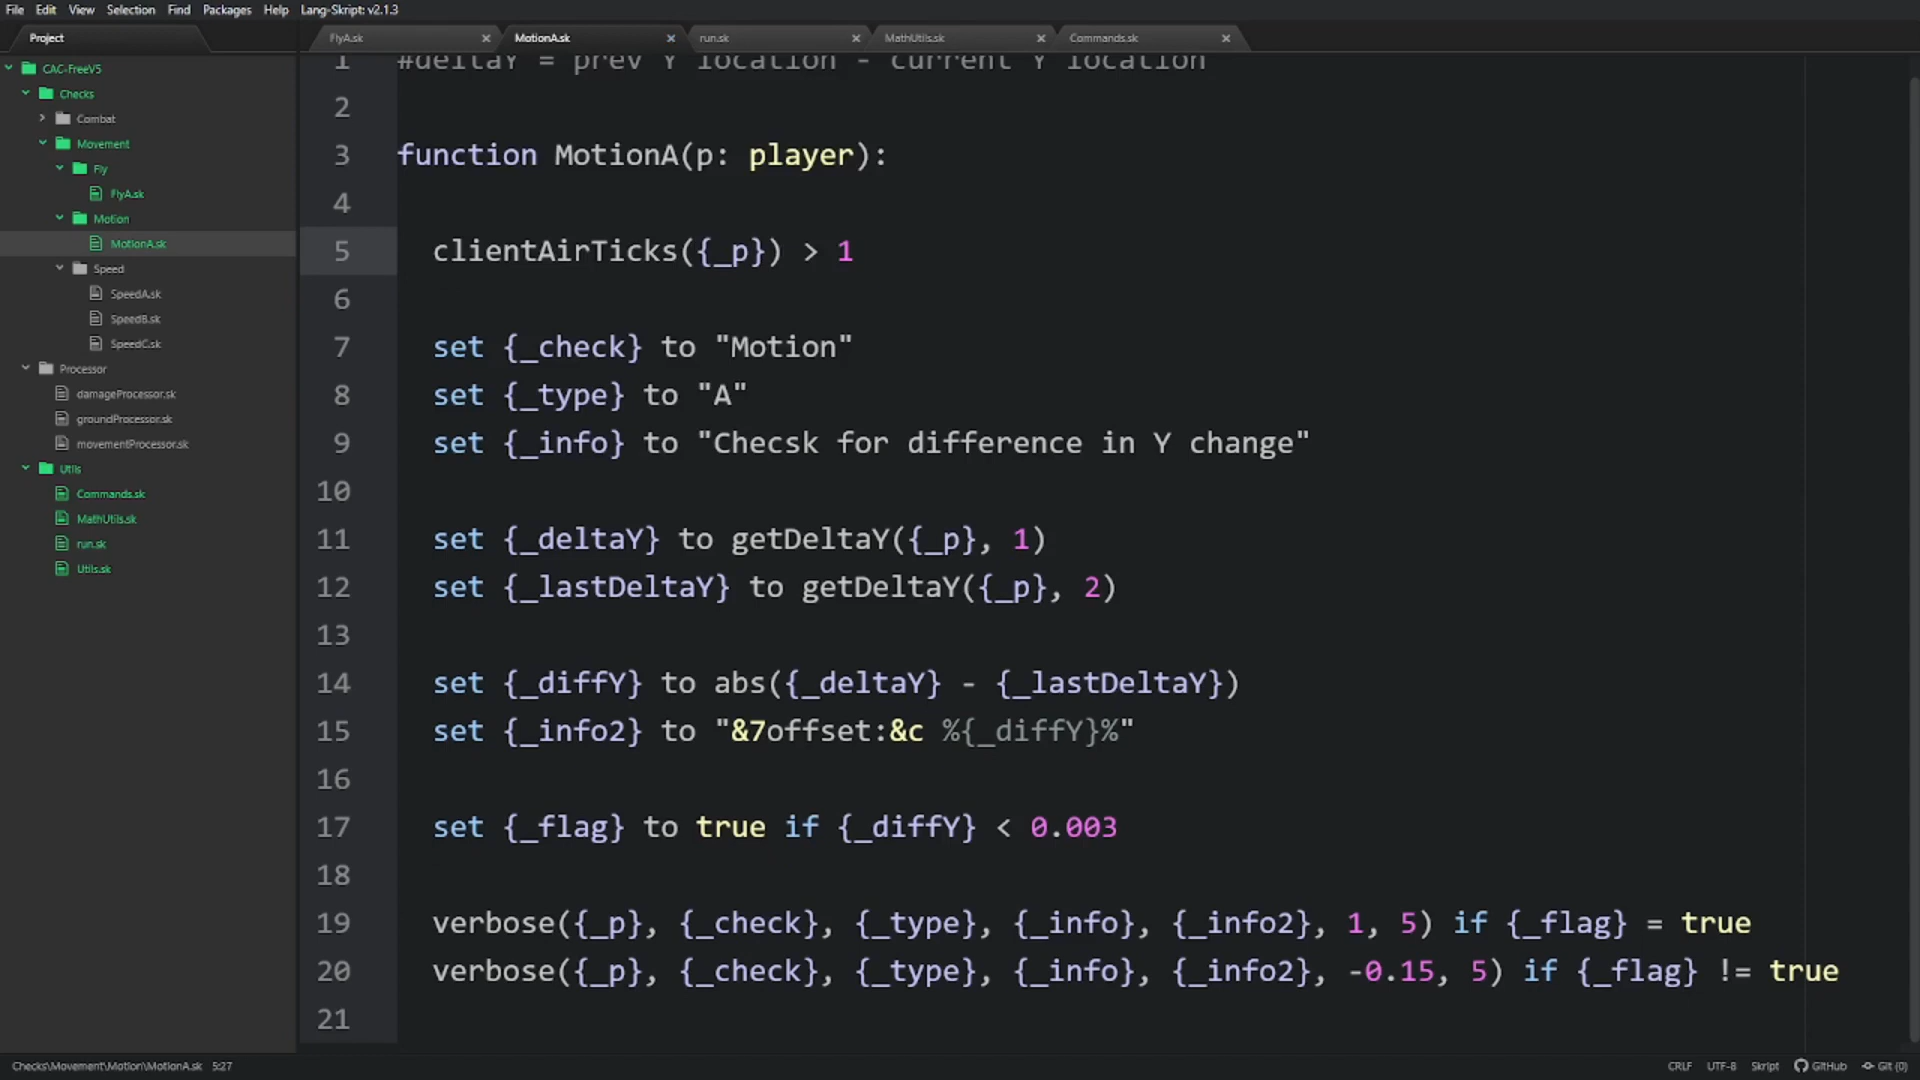 File Edit View Selection Find Packages Help Lang-Skript: v2.1.3
Project
FlyA.sk MotionA.sk run.sk MathUtils.sk Commands.sk
CAC-FreeV5
Checks
Combat
Movement
Fly
FlyA.sk
Motion
MotionA.sk
Speed
SpeedA.sk
SpeedB.sk
SpeedC.sk
Processor
damageProcessor.sk
groundProcessor.sk
movementProcessor.sk
Utils
Commands.sk
MathUtils.sk
run.sk
Utils.sk
1 #deltaY = prev Y location - current Y location
2
3 function MotionA(p: player):
4
5 clientAirTicks({_p}) > 1
6
7 set {_check} to "Motion"
8 set {_type} to "A"
9 set {_info} to "Checsk for difference in Y change"
10
11 set {_deltaY} to getDeltaY({_p}, 1)
12 set {_lastDeltaY} to getDeltaY({_p}, 2)
13
14 set {_diffY} to abs({_deltaY} - {_lastDeltaY})
15 set {_info2} to "&7offset:&c %{_diffY}%"
16
17 set {_flag} to true if {_diffY} < 0.003
18
19 verbose({_p}, {_check}, {_type}, {_info}, {_info2}, 1, 5) if {_flag} = true
20 verbose({_p}, {_check}, {_type}, {_info}, {_info2}, -0.15, 5) if {_flag} != true
21
Checks\Movement\Motion\MotionA.sk 5:27 CRLF UTF-8 Skript GitHub Git (0)